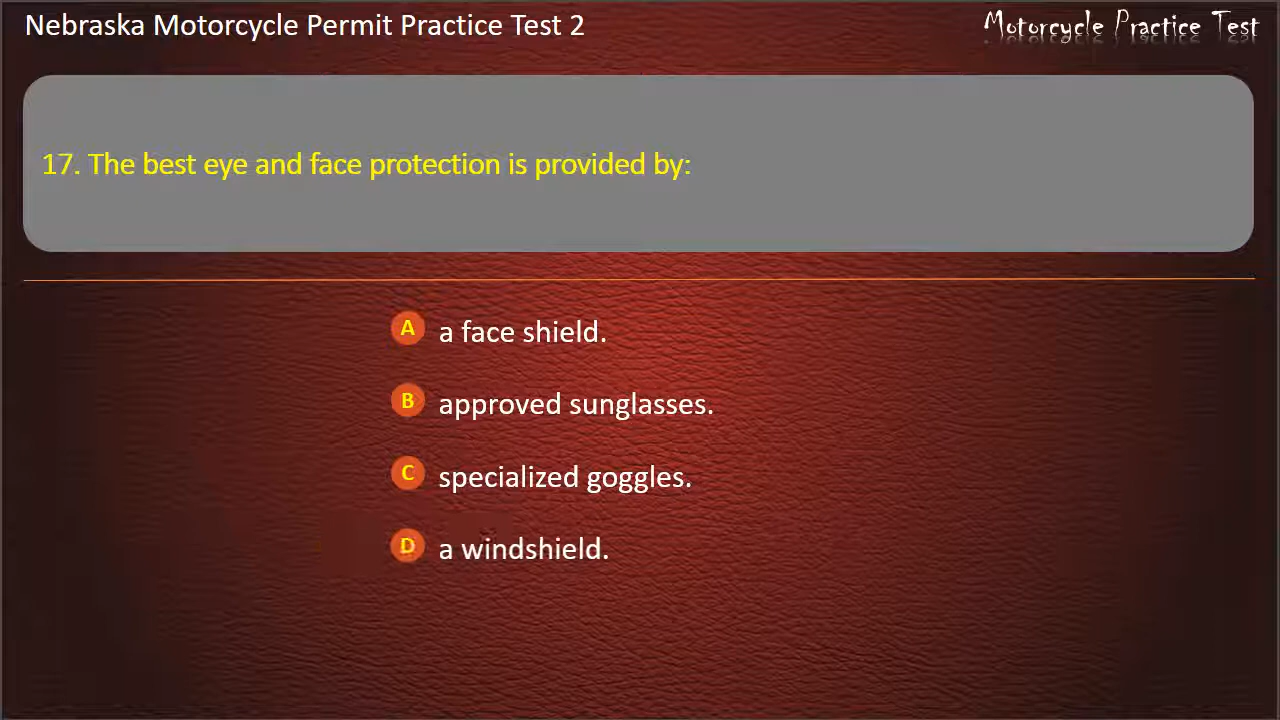 Nebraska Motorcycle Permit Practice Test 2
Motorcycle Practice Test
17. The best eye and face protection is provided by:
A a face shield.
B approved sunglasses.
C specialized goggles.
D a windshield.